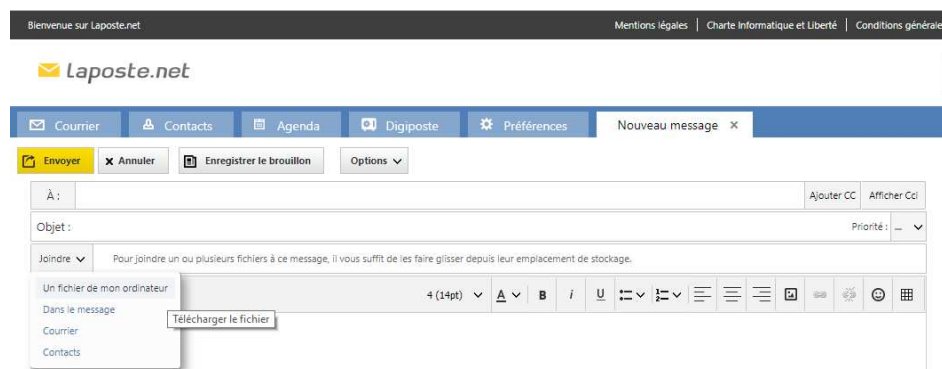 Bienvenue sur Laposte.net Mentions légales | Charte Informatique et Liberté | Conditions générale
Laposte.net
Courrier Contacts Agenda Digiposte Préférences Nouveau message ×
Envoyer x Annuler Enregistrer le brouillon Options
À : Ajouter CC Afficher Cci
Objet : Priorité : _
Joindre Pour joindre un ou plusieurs fichiers à ce message, il vous suffit de les faire glisser depuis leur emplacement de stockage.
Un fichier de mon ordinateur 4 (14pt) A B i U
Dans le message
Télécharger le fichier
Courrier
Contacts